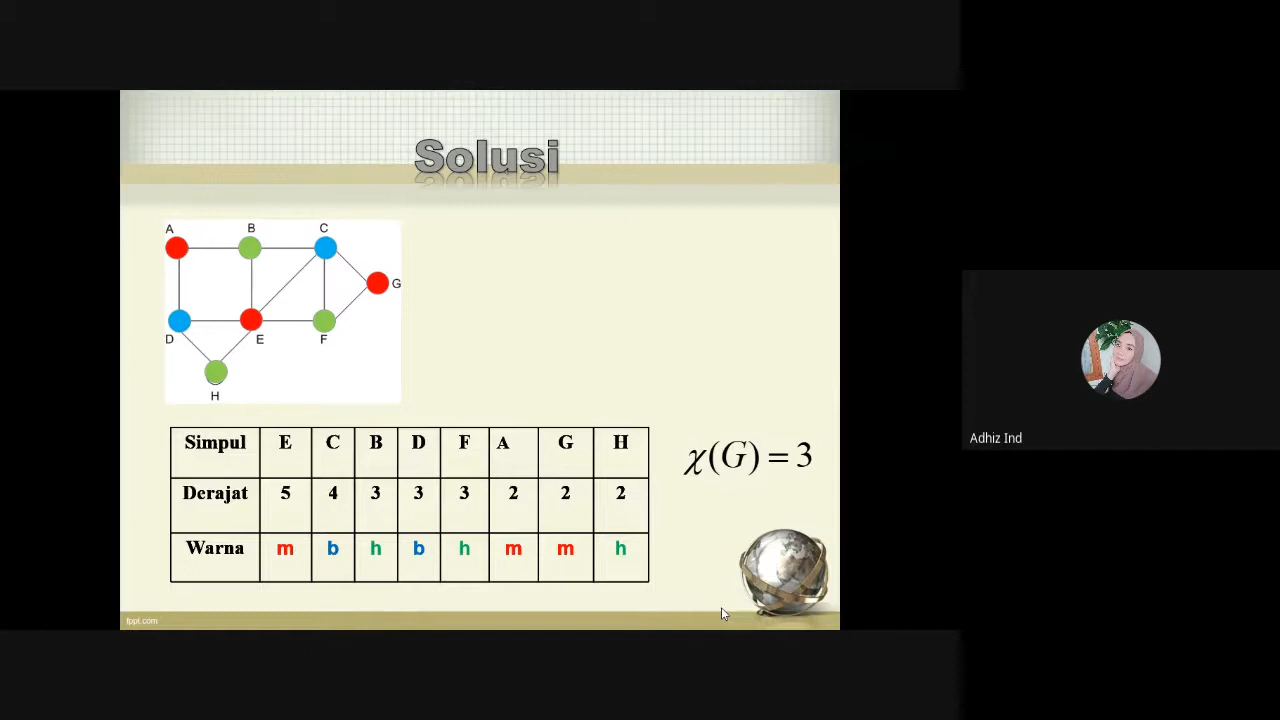 Solusi
A B C
G
D E F
H
Simpul E C B D F A G H
Derajat 5 4 3 3 3 2 2 2
Warna m b h b h m m h
χ(G) = 3
fppt.com
Adhiz Ind